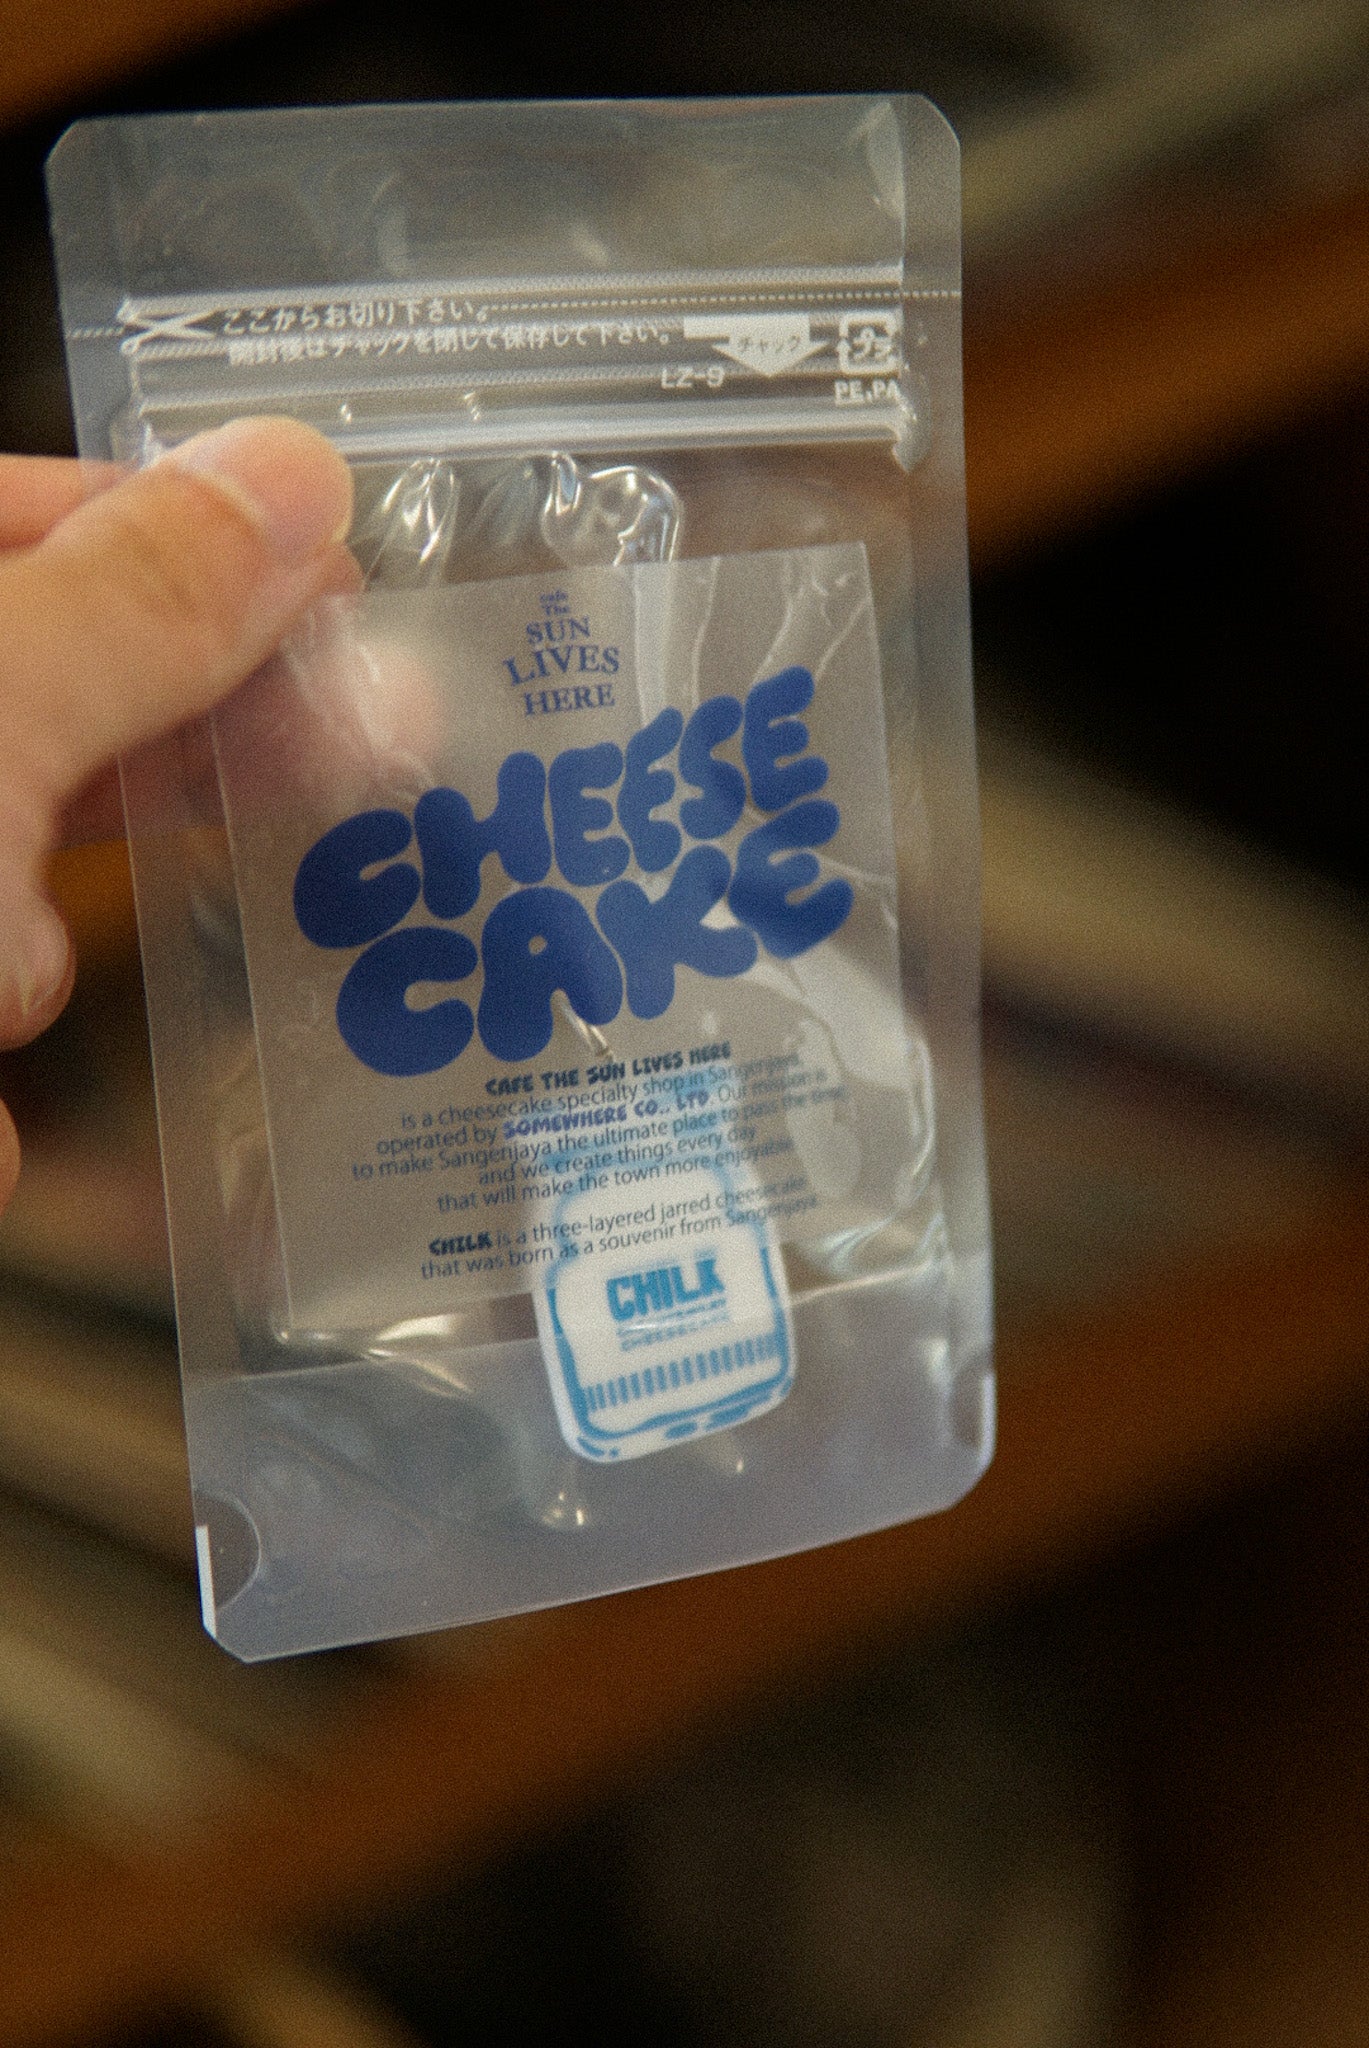 ここからお切り下さい。
開封後はチャックを閉じて保存して下さい。
チャック
プラ
LZ-9
PE,PA
cafe
The
SUN
LIVES
HERE
CHEESE
CAKE
CAFE THE SUN LIVES HERE
is a cheesecake specialty shop in Sangenjaya,
operated by SOMEWHERE CO., LTD. Our mission is
to make Sangenjaya the ultimate place to pass the time,
and we create things every day
that will make the town more enjoyable.
CHILK is a three-layered jarred cheesecake
that was born as a souvenir from Sangenjaya.
CHILK
CHEESECAKE